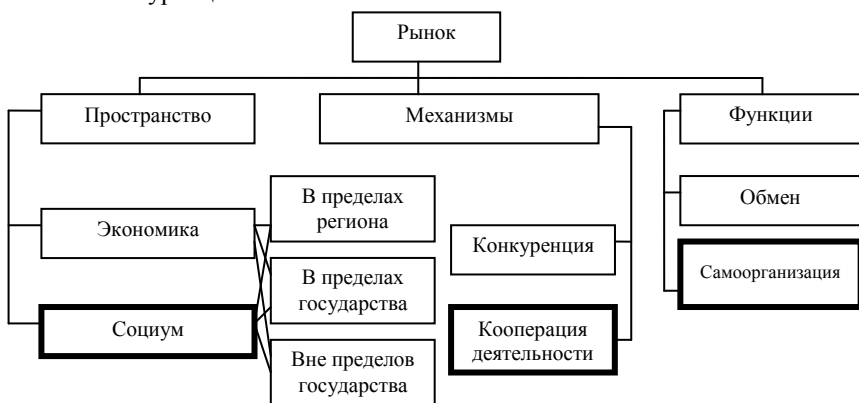 Рынок
Пространство
Механизмы
Функции
Экономика
Социум
В пределах
региона
В пределах
государства
Вне пределов
государства
Конкуренция
Кооперация
деятельности
Обмен
Самоорганизация